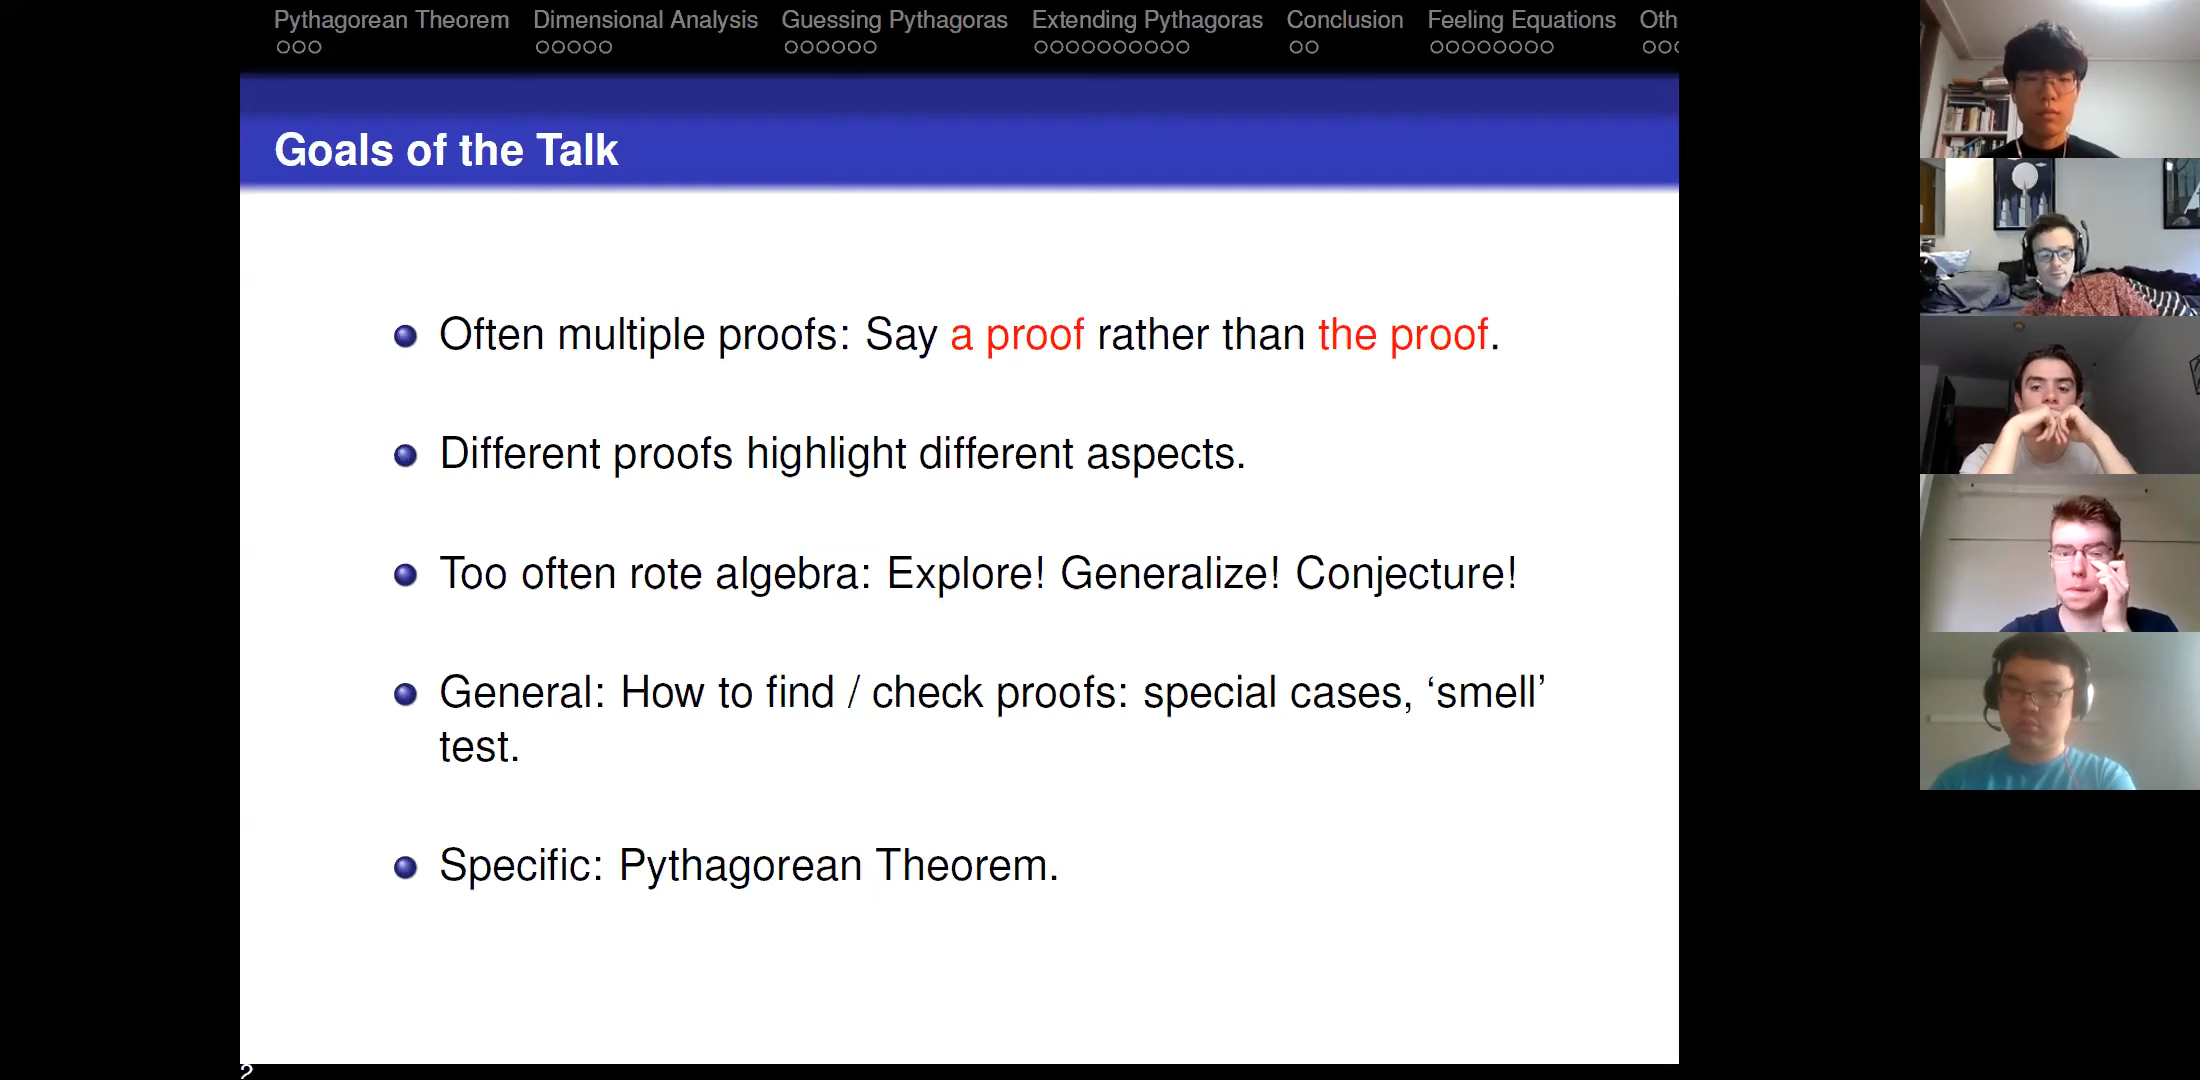 Pythagorean Theorem Dimensional Analysis Guessing Pythagoras Extending Pythagoras Conclusion Feeling Equations Oth
Goals of the Talk
Often multiple proofs: Say a proof rather than the proof.
Different proofs highlight different aspects.
Too often rote algebra: Explore! Generalize! Conjecture!
General: How to find / check proofs: special cases, ‘smell’
test.
Specific: Pythagorean Theorem.
2